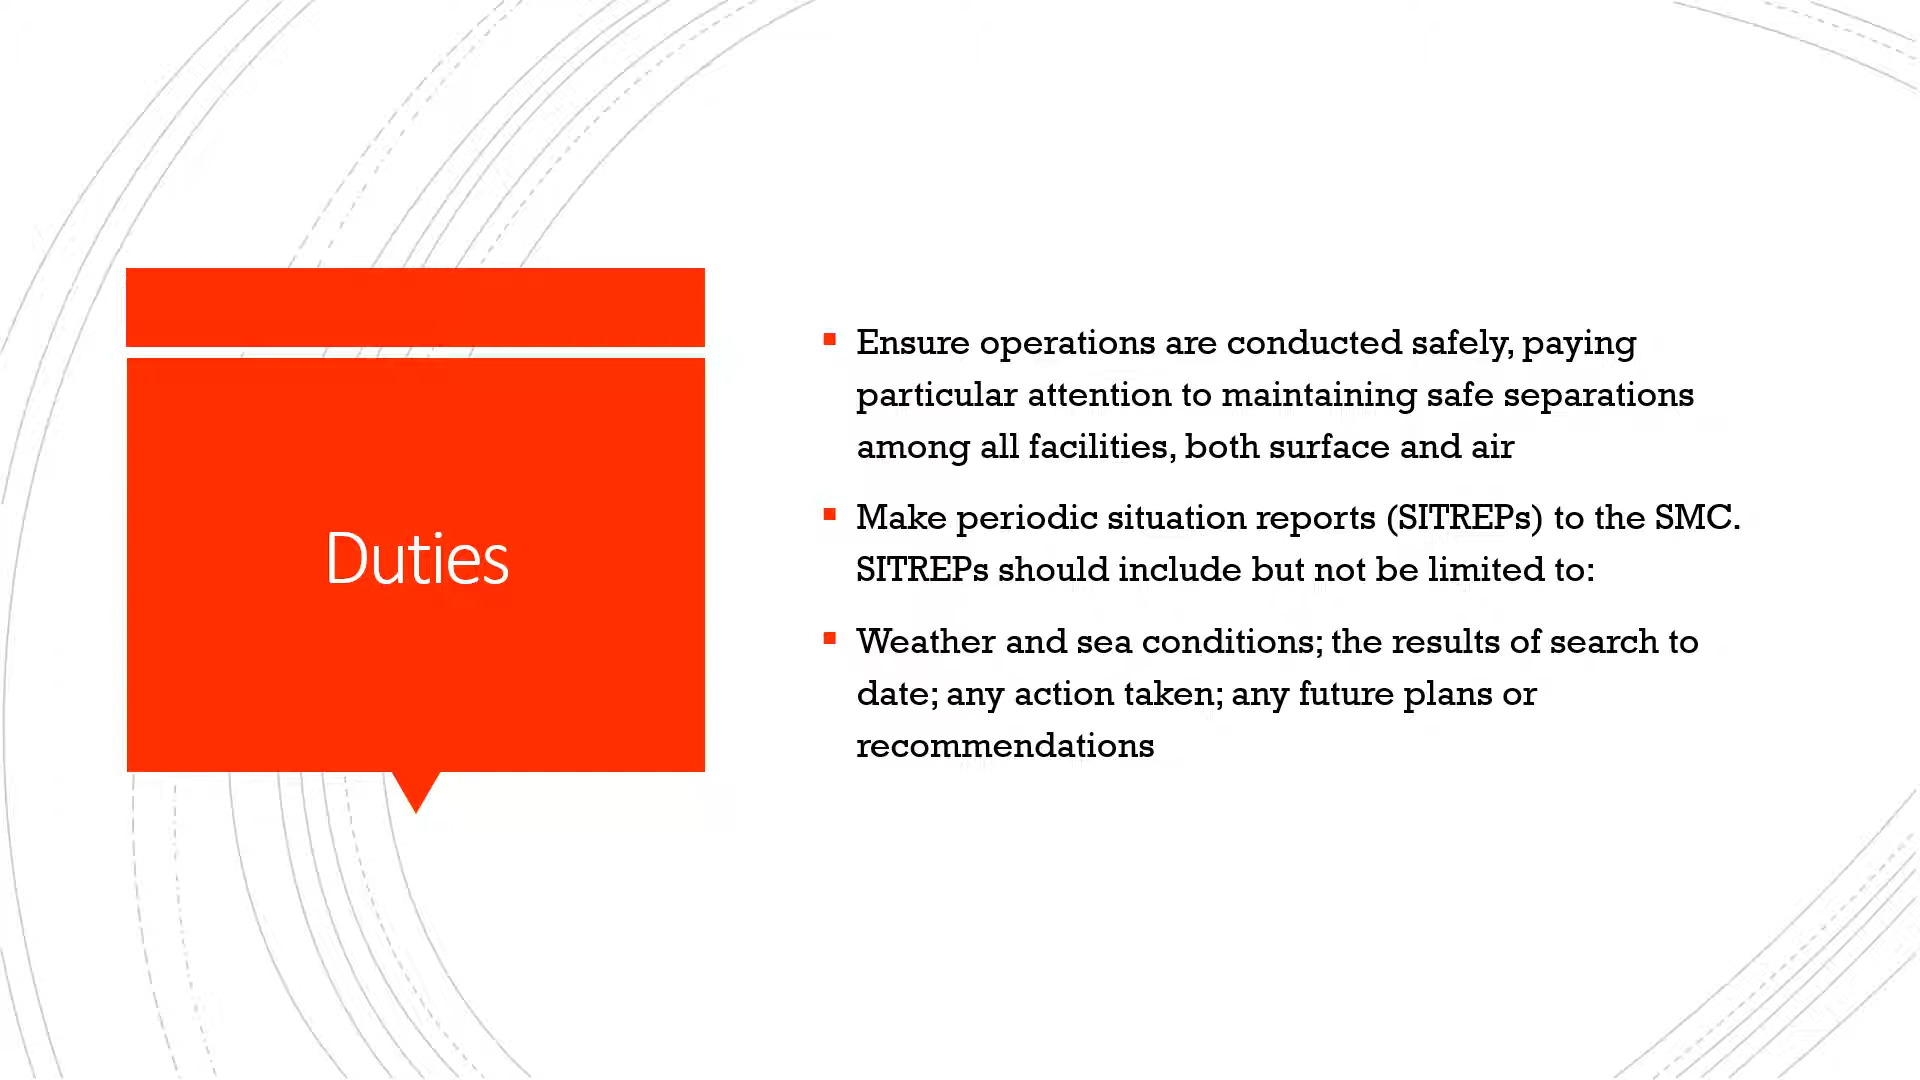 Duties
Ensure operations are conducted safely, paying
particular attention to maintaining safe separations
among all facilities, both surface and air
Make periodic situation reports (SITREPs) to the SMC.
SITREPs should include but not be limited to:
Weather and sea conditions; the results of search to
date; any action taken; any future plans or
recommendations